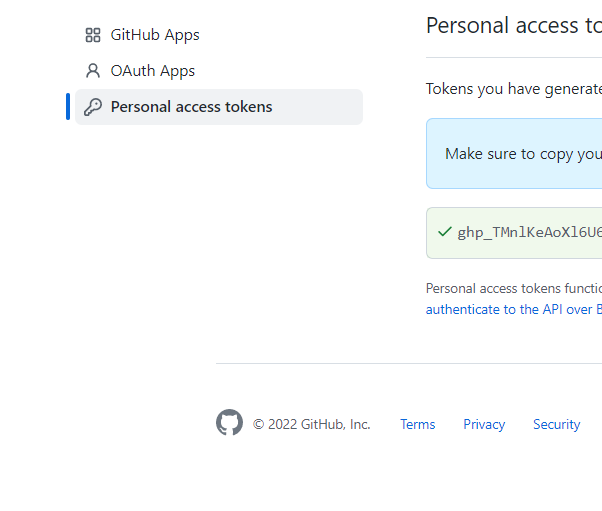 GitHub Apps
OAuth Apps
Personal access tokens
Personal access to
Tokens you have generate
Make sure to copy you
ghp_TMnlKeAoXl6U6
Personal access tokens functio
authenticate to the API over B
© 2022 GitHub, Inc.
Terms
Privacy
Security